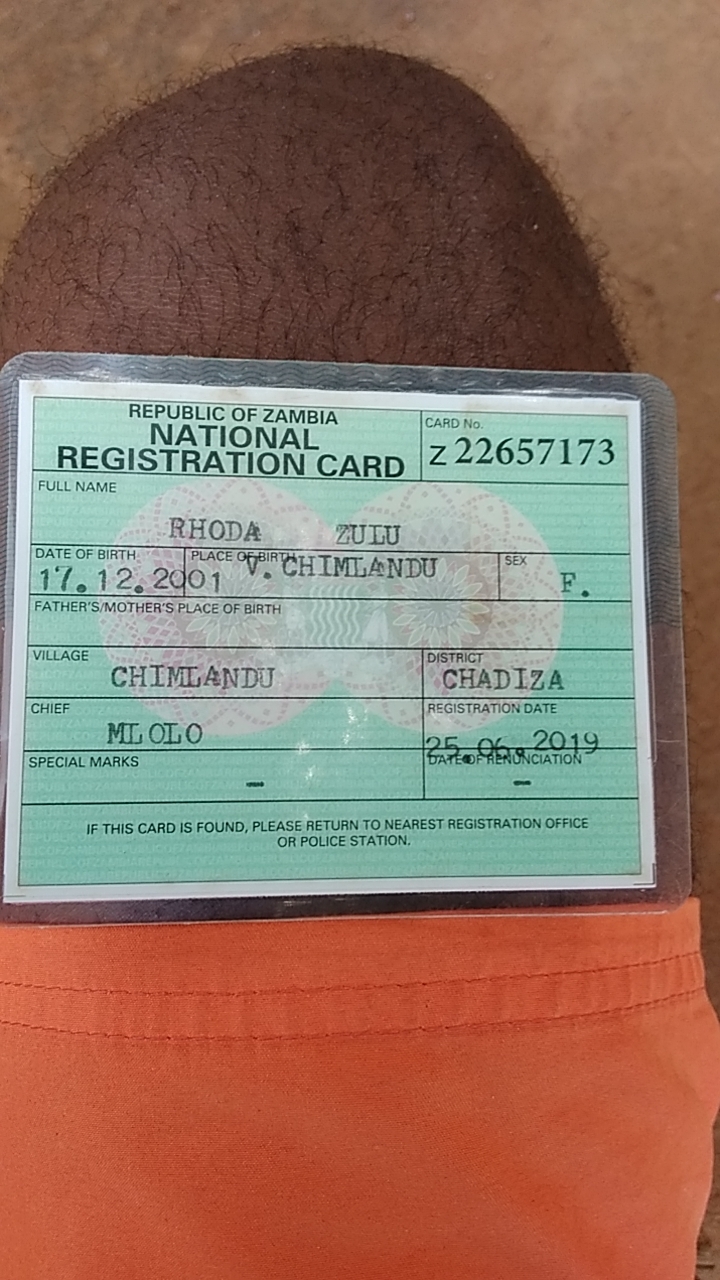 REPUBLIC OF ZAMBIA
NATIONAL
REGISTRATION CARD
CARD No.
Z 22657173
FULL NAME
RHODA ZULU
DATE OF BIRTH
17.12.2001
PLACE OF BIRTH
V. CHIMLANDU
SEX
F.
FATHER'S/MOTHER'S PLACE OF BIRTH
VILLAGE
CHIMLANDU
DISTRICT
CHADIZA
CHIEF
MLOLO
REGISTRATION DATE
25.06.2019
SPECIAL MARKS
-
DATE OF RENUNCIATION
-
IF THIS CARD IS FOUND, PLEASE RETURN TO NEAREST REGISTRATION OFFICE
OR POLICE STATION.